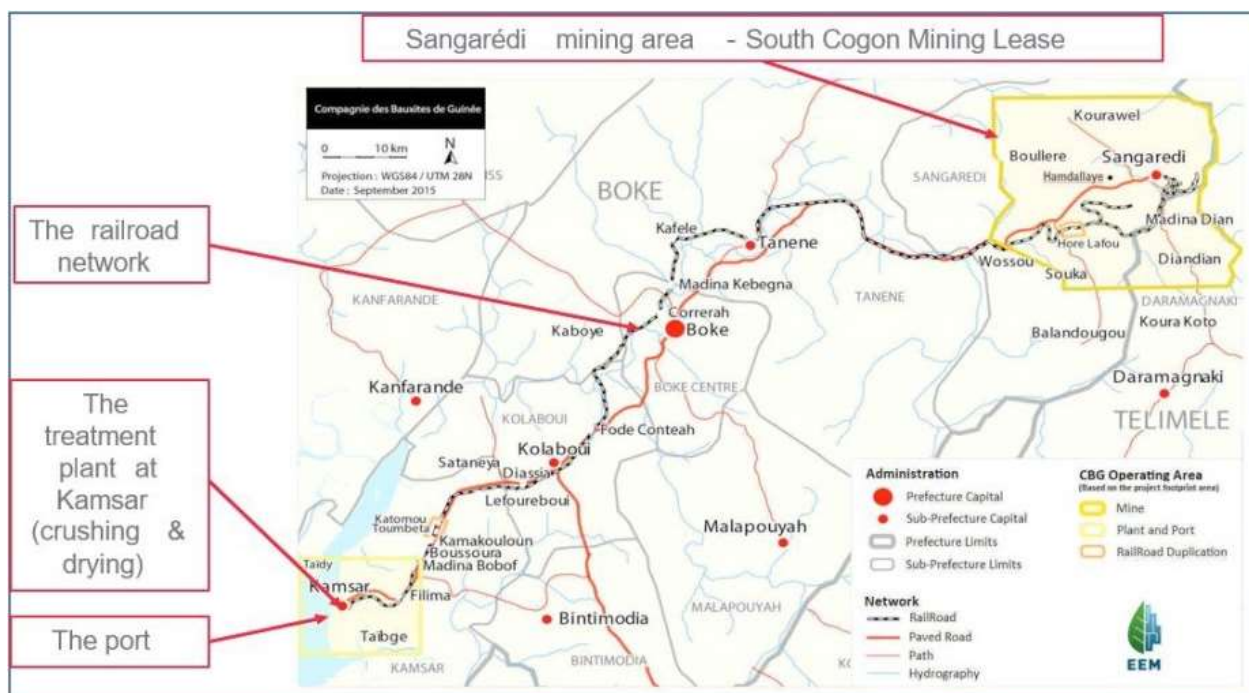 Sangarédi mining area - South Cogon Mining Lease
Compagnie des Bauxites de Guinée
0 10 km
N
Projection : WGS84 / UTM 28N
Date : September 2015
The railroad
network
The
treatment
plant at
Kamsar
(crushing &
drying)
The port
ISS
BOKE
SANGAREDI
Kourawel
Boullere
Sangaredi
Hamdallaye
Kafele
Tanene
Madina Dian
Hore Lafou
Wossou
Diandian
Souka
Madina Kebegna
TANENE
DARAMAGNAKI
KANFARANDE
Correrah
Koura Koto
Kaboye
Boke
Balandougou
Kanfarande
BOKE CENTRE
Daramagnaki
KOLABOUI
TELIMELE
Fode Conteah
Kolaboui
Sataneya
Diassia
Lefoureboui
Katomou
Toumbeta
Malapouyah
Kamakouloun
Boussoura
Taidy
Madina Bobof
Kamsar
Filima
Bintimodia
MALAPOUYAH
Taibge
KAMSAR
BINTIMODIA
KO
Administration
Prefecture Capital
Sub-Prefecture Capital
Prefecture Limits
Sub-Prefecture Limits
Network
RailRoad
Paved Road
Path
Hydrography
CBG Operating Area
(Based on the project footprint area)
Mine
Plant and Port
RailRoad Duplication
EEM